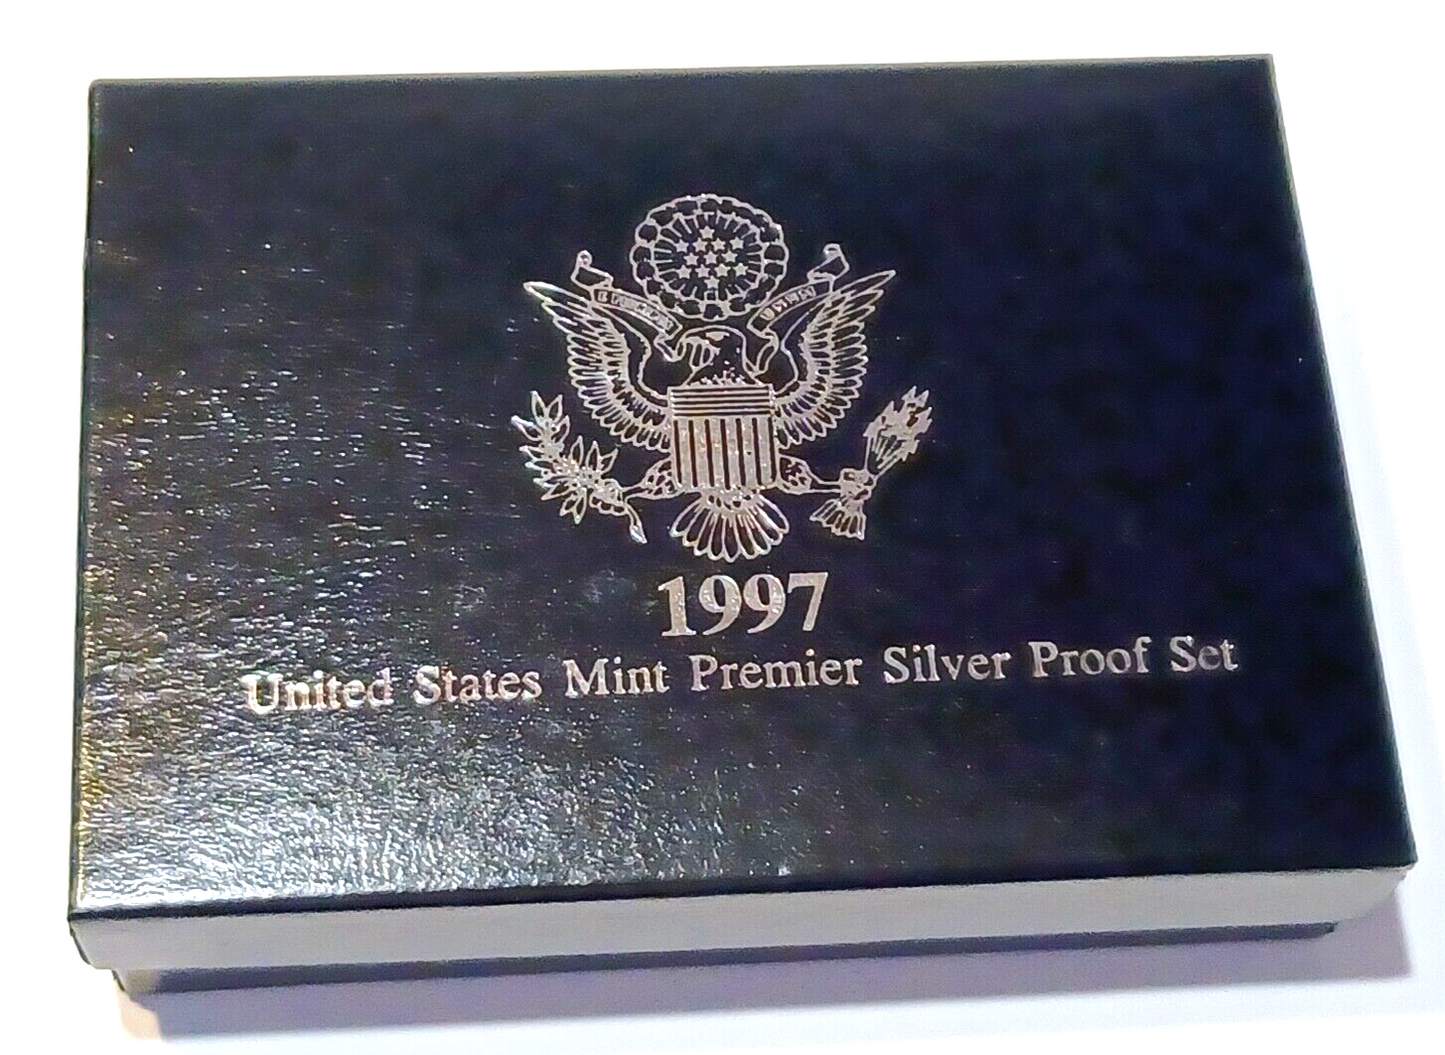 1997
United States Mint Premier Silver Proof Set